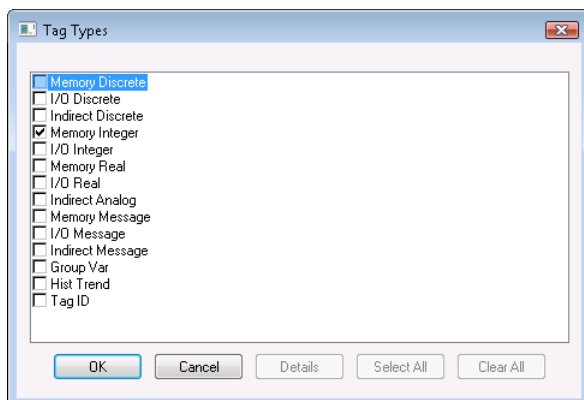 Tag Types
Memory Discrete
I/O Discrete
Indirect Discrete
Memory Integer
I/O Integer
Memory Real
I/O Real
Indirect Analog
Memory Message
I/O Message
Indirect Message
Group Var
Hist Trend
Tag ID
OK Cancel Details Select All Clear All